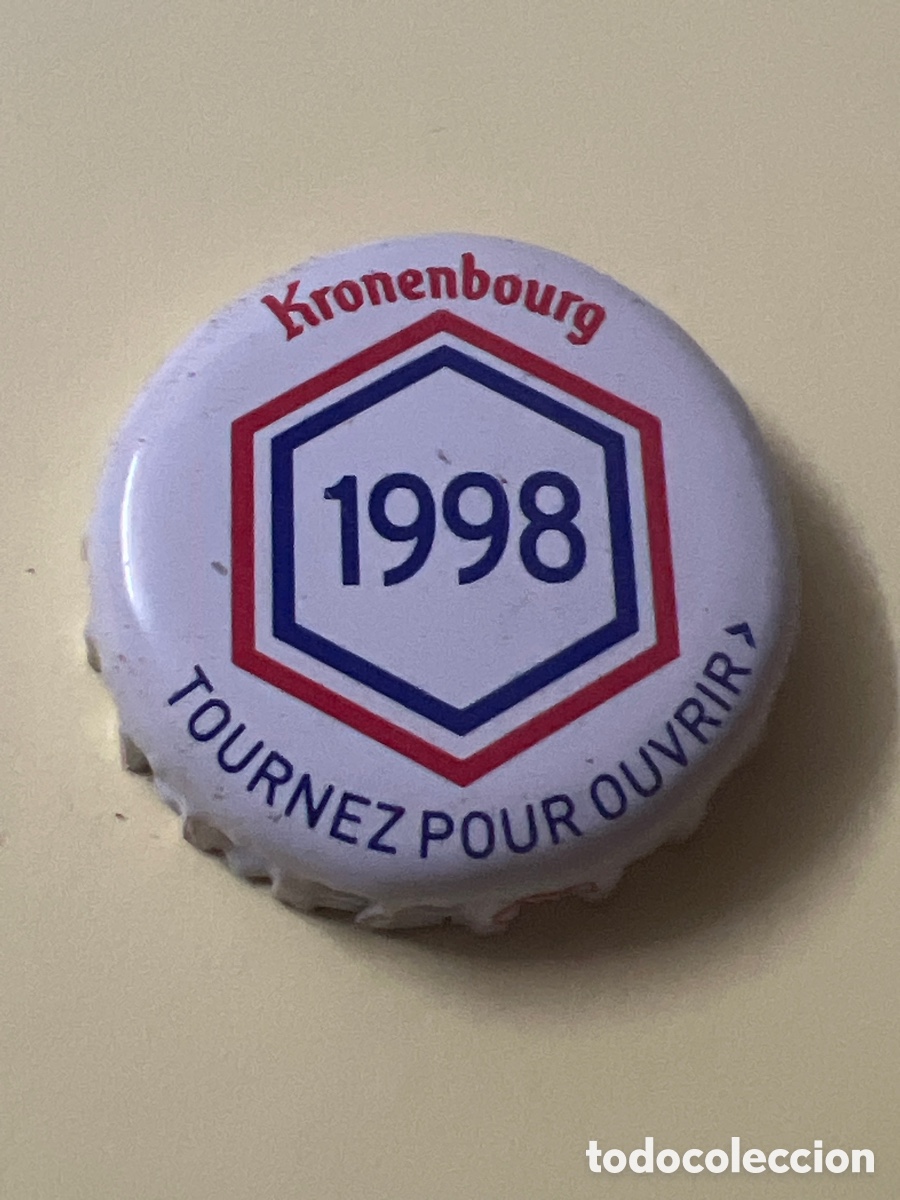 Kronenbourg
1998
TOURNEZ POUR OUVRIR >
todocoleccion